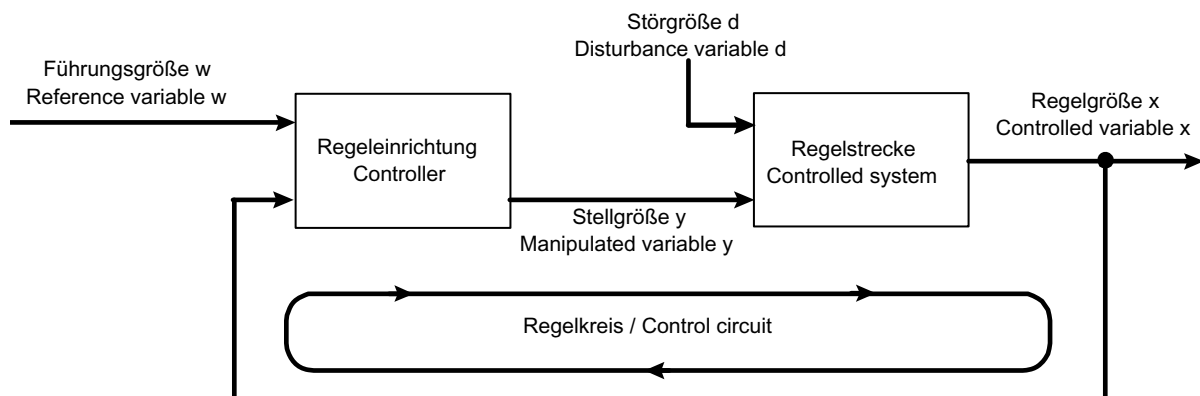 Störgröße d
Disturbance variable d
Führungsgröße w
Reference variable w
Regelgröße x
Controlled variable x
Regeleinrichtung
Controller
Regelstrecke
Controlled system
Stellgröße y
Manipulated variable y
Regelkreis / Control circuit